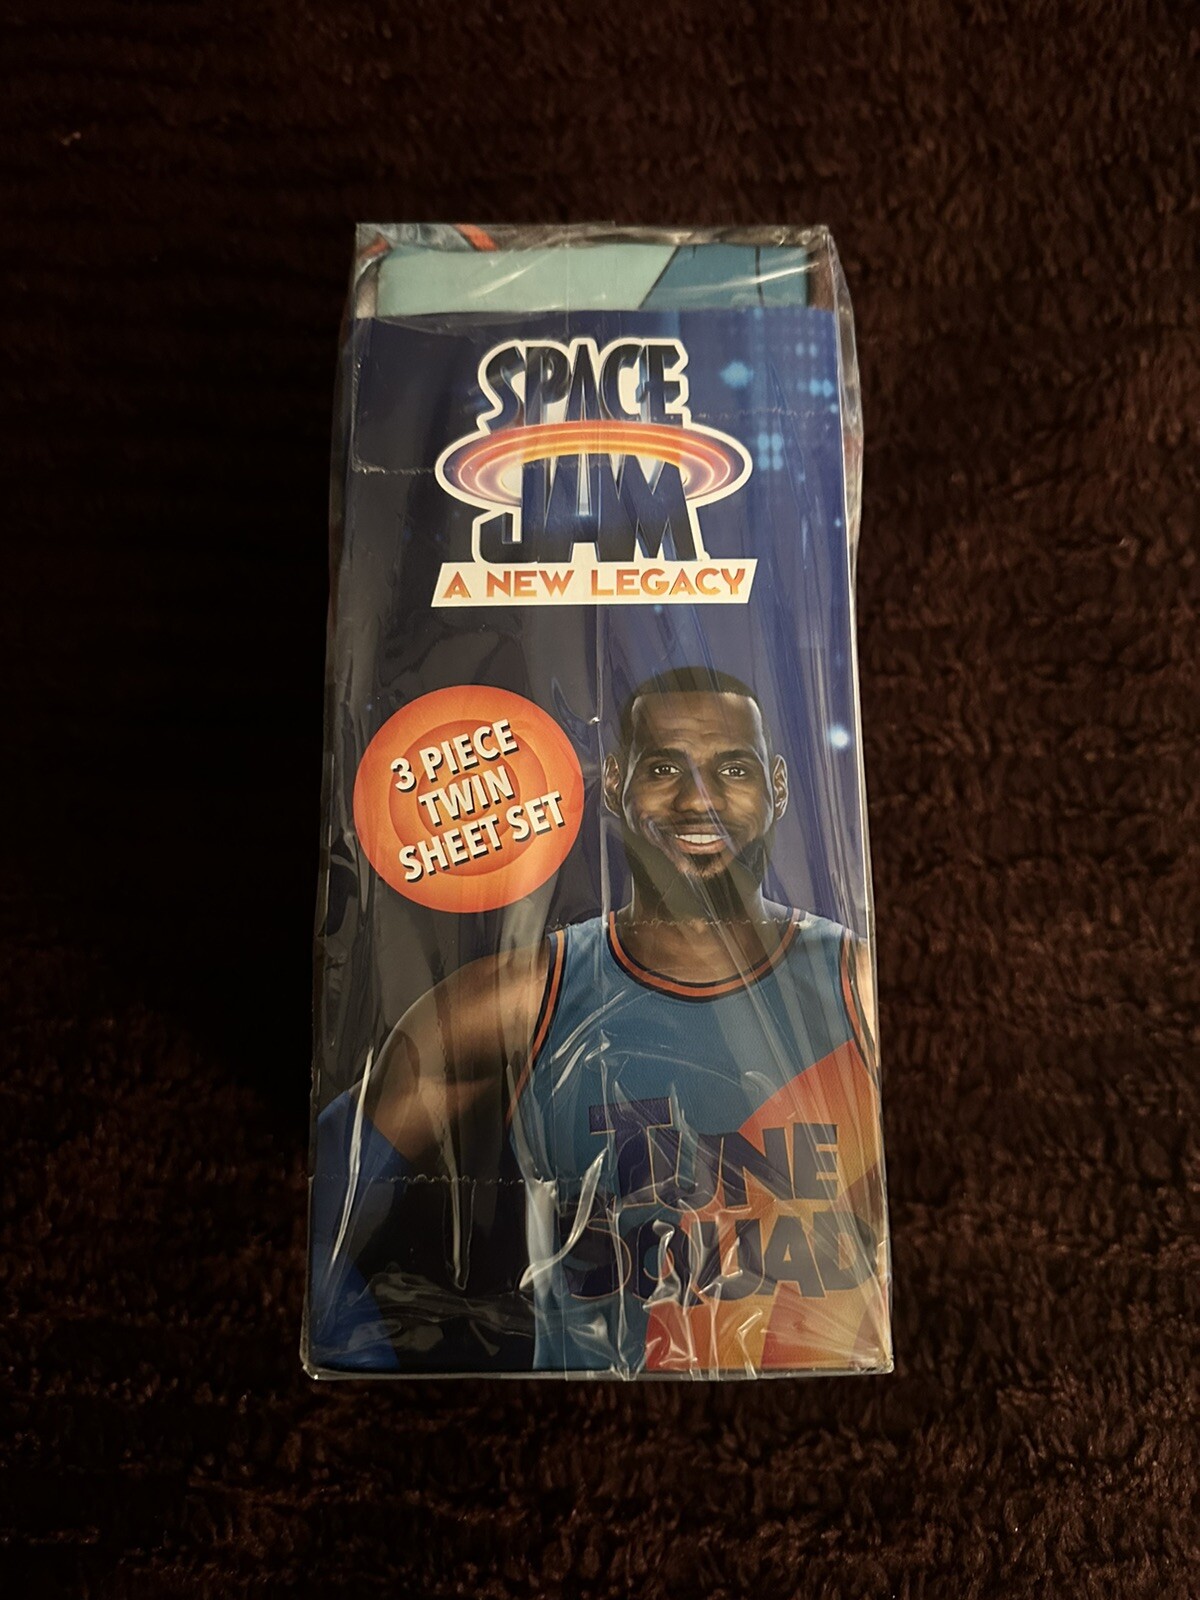 SPACE
JAM
A NEW LEGACY
3 PIECE
TWIN
SHEET SET
TUNE
SQUAD